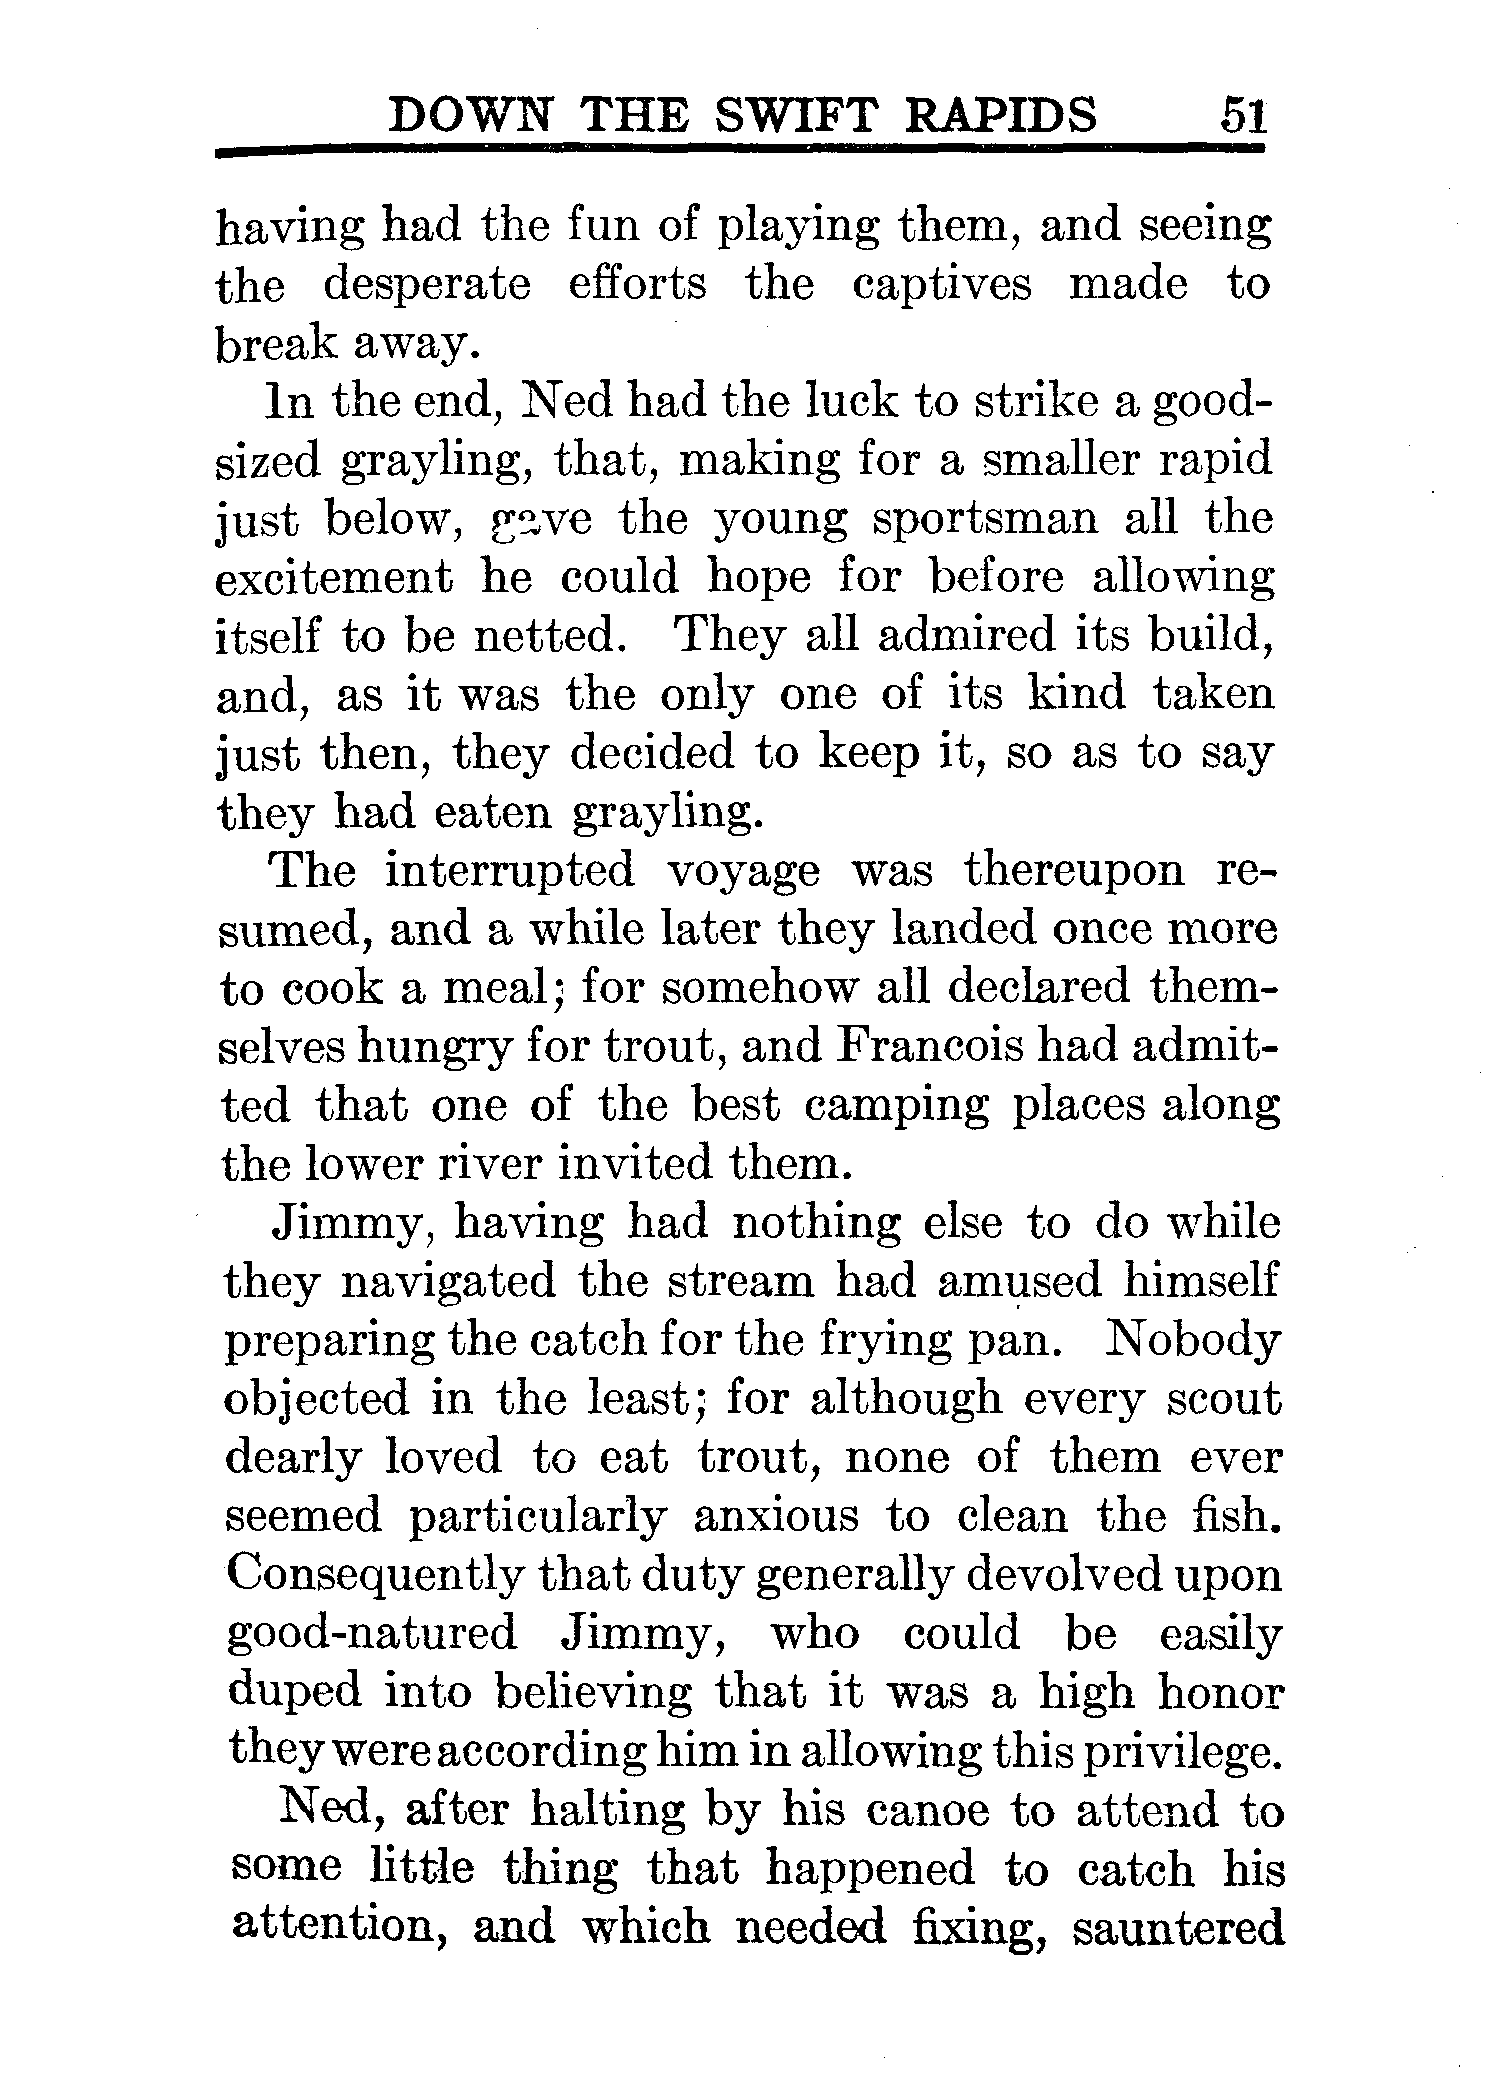 DOWN THE SWIFT RAPIDS 51
having had the fun of playing them, and seeing
the desperate efforts the captives made to
break away.
In the end, Ned had the luck to strike a good-
sized grayling, that, making for a smaller rapid
just below, gave the young sportsman all the
excitement he could hope for before allowing
itself to be netted. They all admired its build,
and, as it was the only one of its kind taken
just then, they decided to keep it, so as to say
they had eaten grayling.
The interrupted voyage was thereupon re-
sumed, and a while later they landed once more
to cook a meal; for somehow all declared them-
selves hungry for trout, and Francois had admit-
ted that one of the best camping places along
the lower river invited them.
Jimmy, having had nothing else to do while
they navigated the stream had amused himself
preparing the catch for the frying pan. Nobody
objected in the least; for although every scout
dearly loved to eat trout, none of them ever
seemed particularly anxious to clean the fish.
Consequently that duty generally devolved upon
good-natured Jimmy, who could be easily
duped into believing that it was a high honor
they were according him in allowing this privilege.
Ned, after halting by his canoe to attend to
some little thing that happened to catch his
attention, and which needed fixing, sauntered